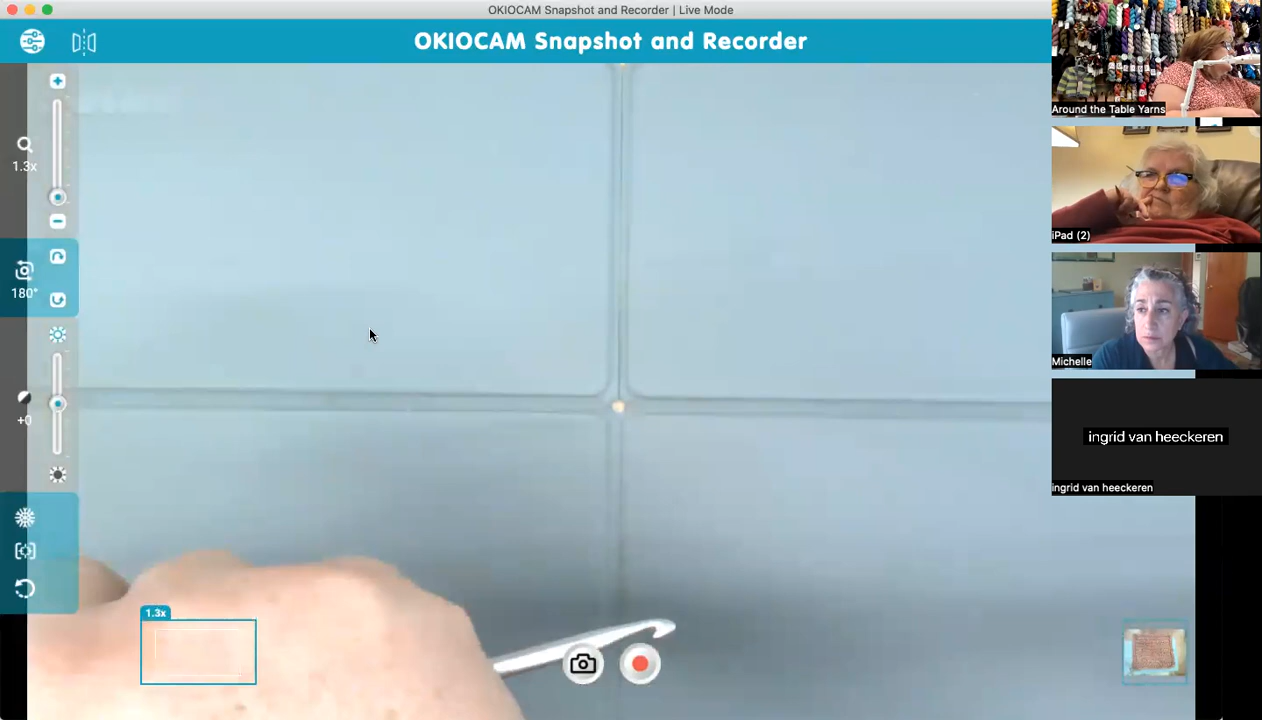 OKIOCAM Snapshot and Recorder | Live Mode
OKIOCAM Snapshot and Recorder
1.3x
180°
+0
1.3x
Around the Table Yarns
iPad (2)
Michelle
ingrid van heeckeren
ingrid van heeckeren